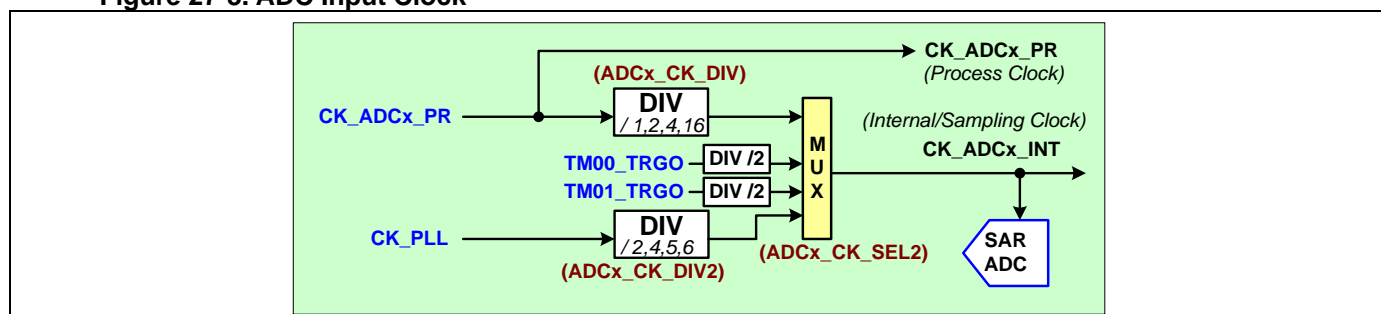 Figure 27-3. ADC Input Clock
CK_ADCx_PR
(Process Clock)
(ADCx_CK_DIV)
DIV
/ 1,2,4,16
CK_ADCx_PR
(Internal/Sampling Clock)
CK_ADCx_INT
MUX
TM00_TRGO
DIV /2
TM01_TRGO
DIV /2
CK_PLL
DIV
/ 2,4,5,6
(ADCx_CK_SEL2)
(ADCx_CK_DIV2)
SAR
ADC